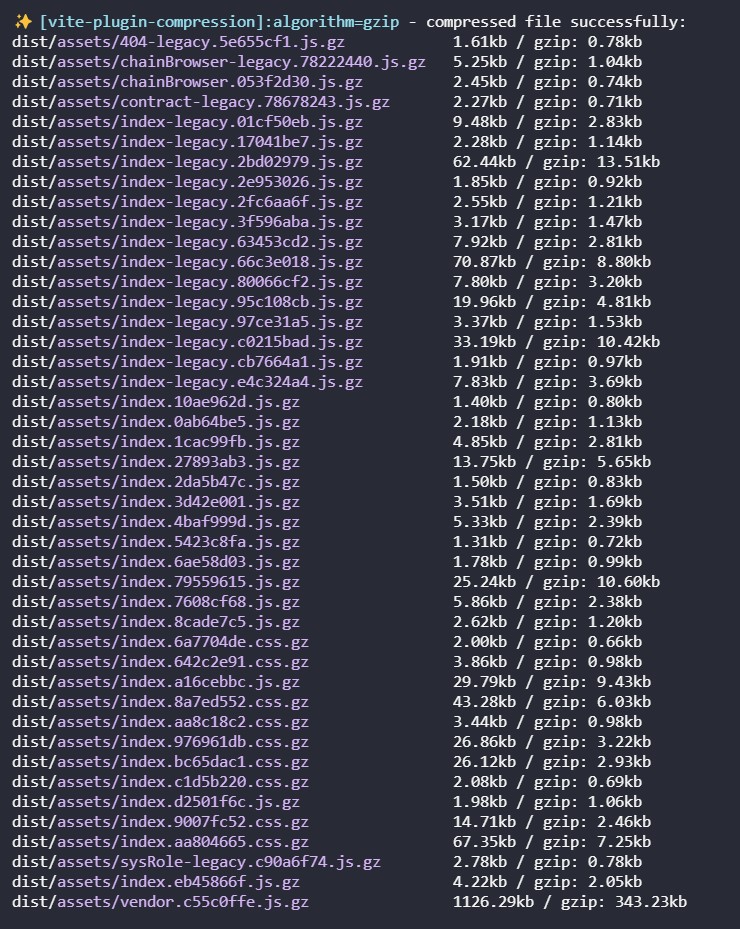 ✨ [vite-plugin-compression]:algorithm=gzip - compressed file successfully:
dist/assets/404-legacy.5e655cf1.js.gz 1.61kb / gzip: 0.78kb
dist/assets/chainBrowser-legacy.78222440.js.gz 5.25kb / gzip: 1.04kb
dist/assets/chainBrowser.053f2d30.js.gz 2.45kb / gzip: 0.74kb
dist/assets/contract-legacy.78678243.js.gz 2.27kb / gzip: 0.71kb
dist/assets/index-legacy.01cf50eb.js.gz 9.48kb / gzip: 2.83kb
dist/assets/index-legacy.17041be7.js.gz 2.28kb / gzip: 1.14kb
dist/assets/index-legacy.2bd02979.js.gz 62.44kb / gzip: 13.51kb
dist/assets/index-legacy.2e953026.js.gz 1.85kb / gzip: 0.92kb
dist/assets/index-legacy.2fc6aa6f.js.gz 2.55kb / gzip: 1.21kb
dist/assets/index-legacy.3f596aba.js.gz 3.17kb / gzip: 1.47kb
dist/assets/index-legacy.63453cd2.js.gz 7.92kb / gzip: 2.81kb
dist/assets/index-legacy.66c3e018.js.gz 70.87kb / gzip: 8.80kb
dist/assets/index-legacy.80066cf2.js.gz 7.80kb / gzip: 3.20kb
dist/assets/index-legacy.95c108cb.js.gz 19.96kb / gzip: 4.81kb
dist/assets/index-legacy.97ce31a5.js.gz 3.37kb / gzip: 1.53kb
dist/assets/index-legacy.c0215bad.js.gz 33.19kb / gzip: 10.42kb
dist/assets/index-legacy.cb7664a1.js.gz 1.91kb / gzip: 0.97kb
dist/assets/index-legacy.e4c324a4.js.gz 7.83kb / gzip: 3.69kb
dist/assets/index.10ae962d.js.gz 1.40kb / gzip: 0.80kb
dist/assets/index.0ab64be5.js.gz 2.18kb / gzip: 1.13kb
dist/assets/index.1cac99fb.js.gz 4.85kb / gzip: 2.81kb
dist/assets/index.27893ab3.js.gz 13.75kb / gzip: 5.65kb
dist/assets/index.2da5b47c.js.gz 1.50kb / gzip: 0.83kb
dist/assets/index.3d42e001.js.gz 3.51kb / gzip: 1.69kb
dist/assets/index.4baf999d.js.gz 5.33kb / gzip: 2.39kb
dist/assets/index.5423c8fa.js.gz 1.31kb / gzip: 0.72kb
dist/assets/index.6ae58d03.js.gz 1.78kb / gzip: 0.99kb
dist/assets/index.79559615.js.gz 25.24kb / gzip: 10.60kb
dist/assets/index.7608cf68.js.gz 5.86kb / gzip: 2.38kb
dist/assets/index.8cade7c5.js.gz 2.62kb / gzip: 1.20kb
dist/assets/index.6a7704de.css.gz 2.00kb / gzip: 0.66kb
dist/assets/index.642c2e91.css.gz 3.86kb / gzip: 0.98kb
dist/assets/index.a16cebbc.js.gz 29.79kb / gzip: 9.43kb
dist/assets/index.8a7ed552.css.gz 43.28kb / gzip: 6.03kb
dist/assets/index.aa8c18c2.css.gz 3.44kb / gzip: 0.98kb
dist/assets/index.976961db.css.gz 26.86kb / gzip: 3.22kb
dist/assets/index.bc65dac1.css.gz 26.12kb / gzip: 2.93kb
dist/assets/index.c1d5b220.css.gz 2.08kb / gzip: 0.69kb
dist/assets/index.d2501f6c.js.gz 1.98kb / gzip: 1.06kb
dist/assets/index.9007fc52.css.gz 14.71kb / gzip: 2.46kb
dist/assets/index.aa804665.css.gz 67.35kb / gzip: 7.25kb
dist/assets/sysRole-legacy.c90a6f74.js.gz 2.78kb / gzip: 0.78kb
dist/assets/index.eb45866f.js.gz 4.22kb / gzip: 2.05kb
dist/assets/vendor.c55c0ffe.js.gz 1126.29kb / gzip: 343.23kb